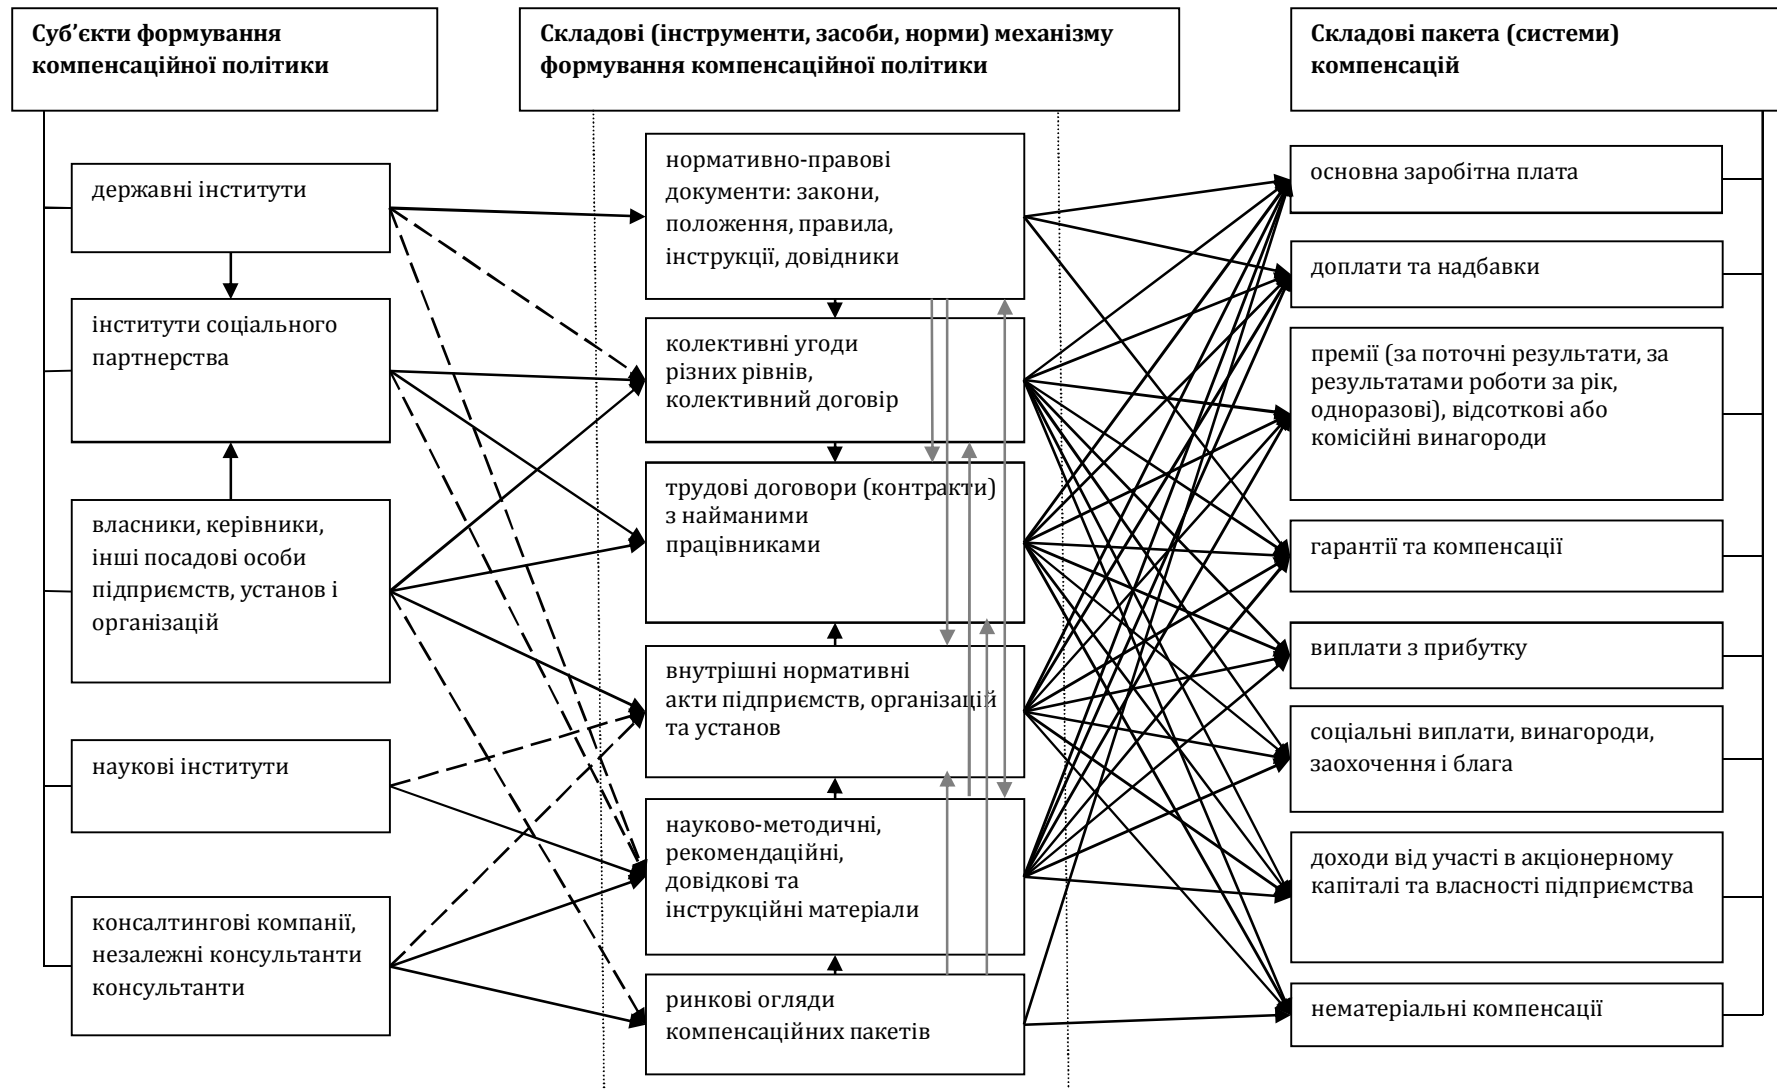 Суб’єкти формування
компенсаційної політики
Складові (інструменти, засоби, норми) механізму
формування компенсаційної політики
Складові пакета (системи)
компенсацій
державні інститути
інститути соціального
партнерства
власники, керівники,
інші посадові особи
підприємств, установ і
організацій
наукові інститути
консалтингові компанії,
незалежні консультанти
консультанти
нормативно-правові
документи: закони,
положення, правила,
інструкції, довідники
колективні угоди
різних рівнів,
колективний договір
трудові договори (контракти)
з найманими
працівниками
внутрішні нормативні
акти підприємств, організацій
та установ
науково-методичні,
рекомендаційні,
довідкові та
інструкційні матеріали
ринкові огляди
компенсаційних пакетів
основна заробітна плата
доплати та надбавки
премії (за поточні результати, за
результатами роботи за рік,
одноразові), відсоткові або
комісійні винагороди
гарантії та компенсації
виплати з прибутку
соціальні виплати, винагороди,
заохочення і блага
доходи від участі в акціонерному
капіталі та власності підприємства
нематеріальні компенсації